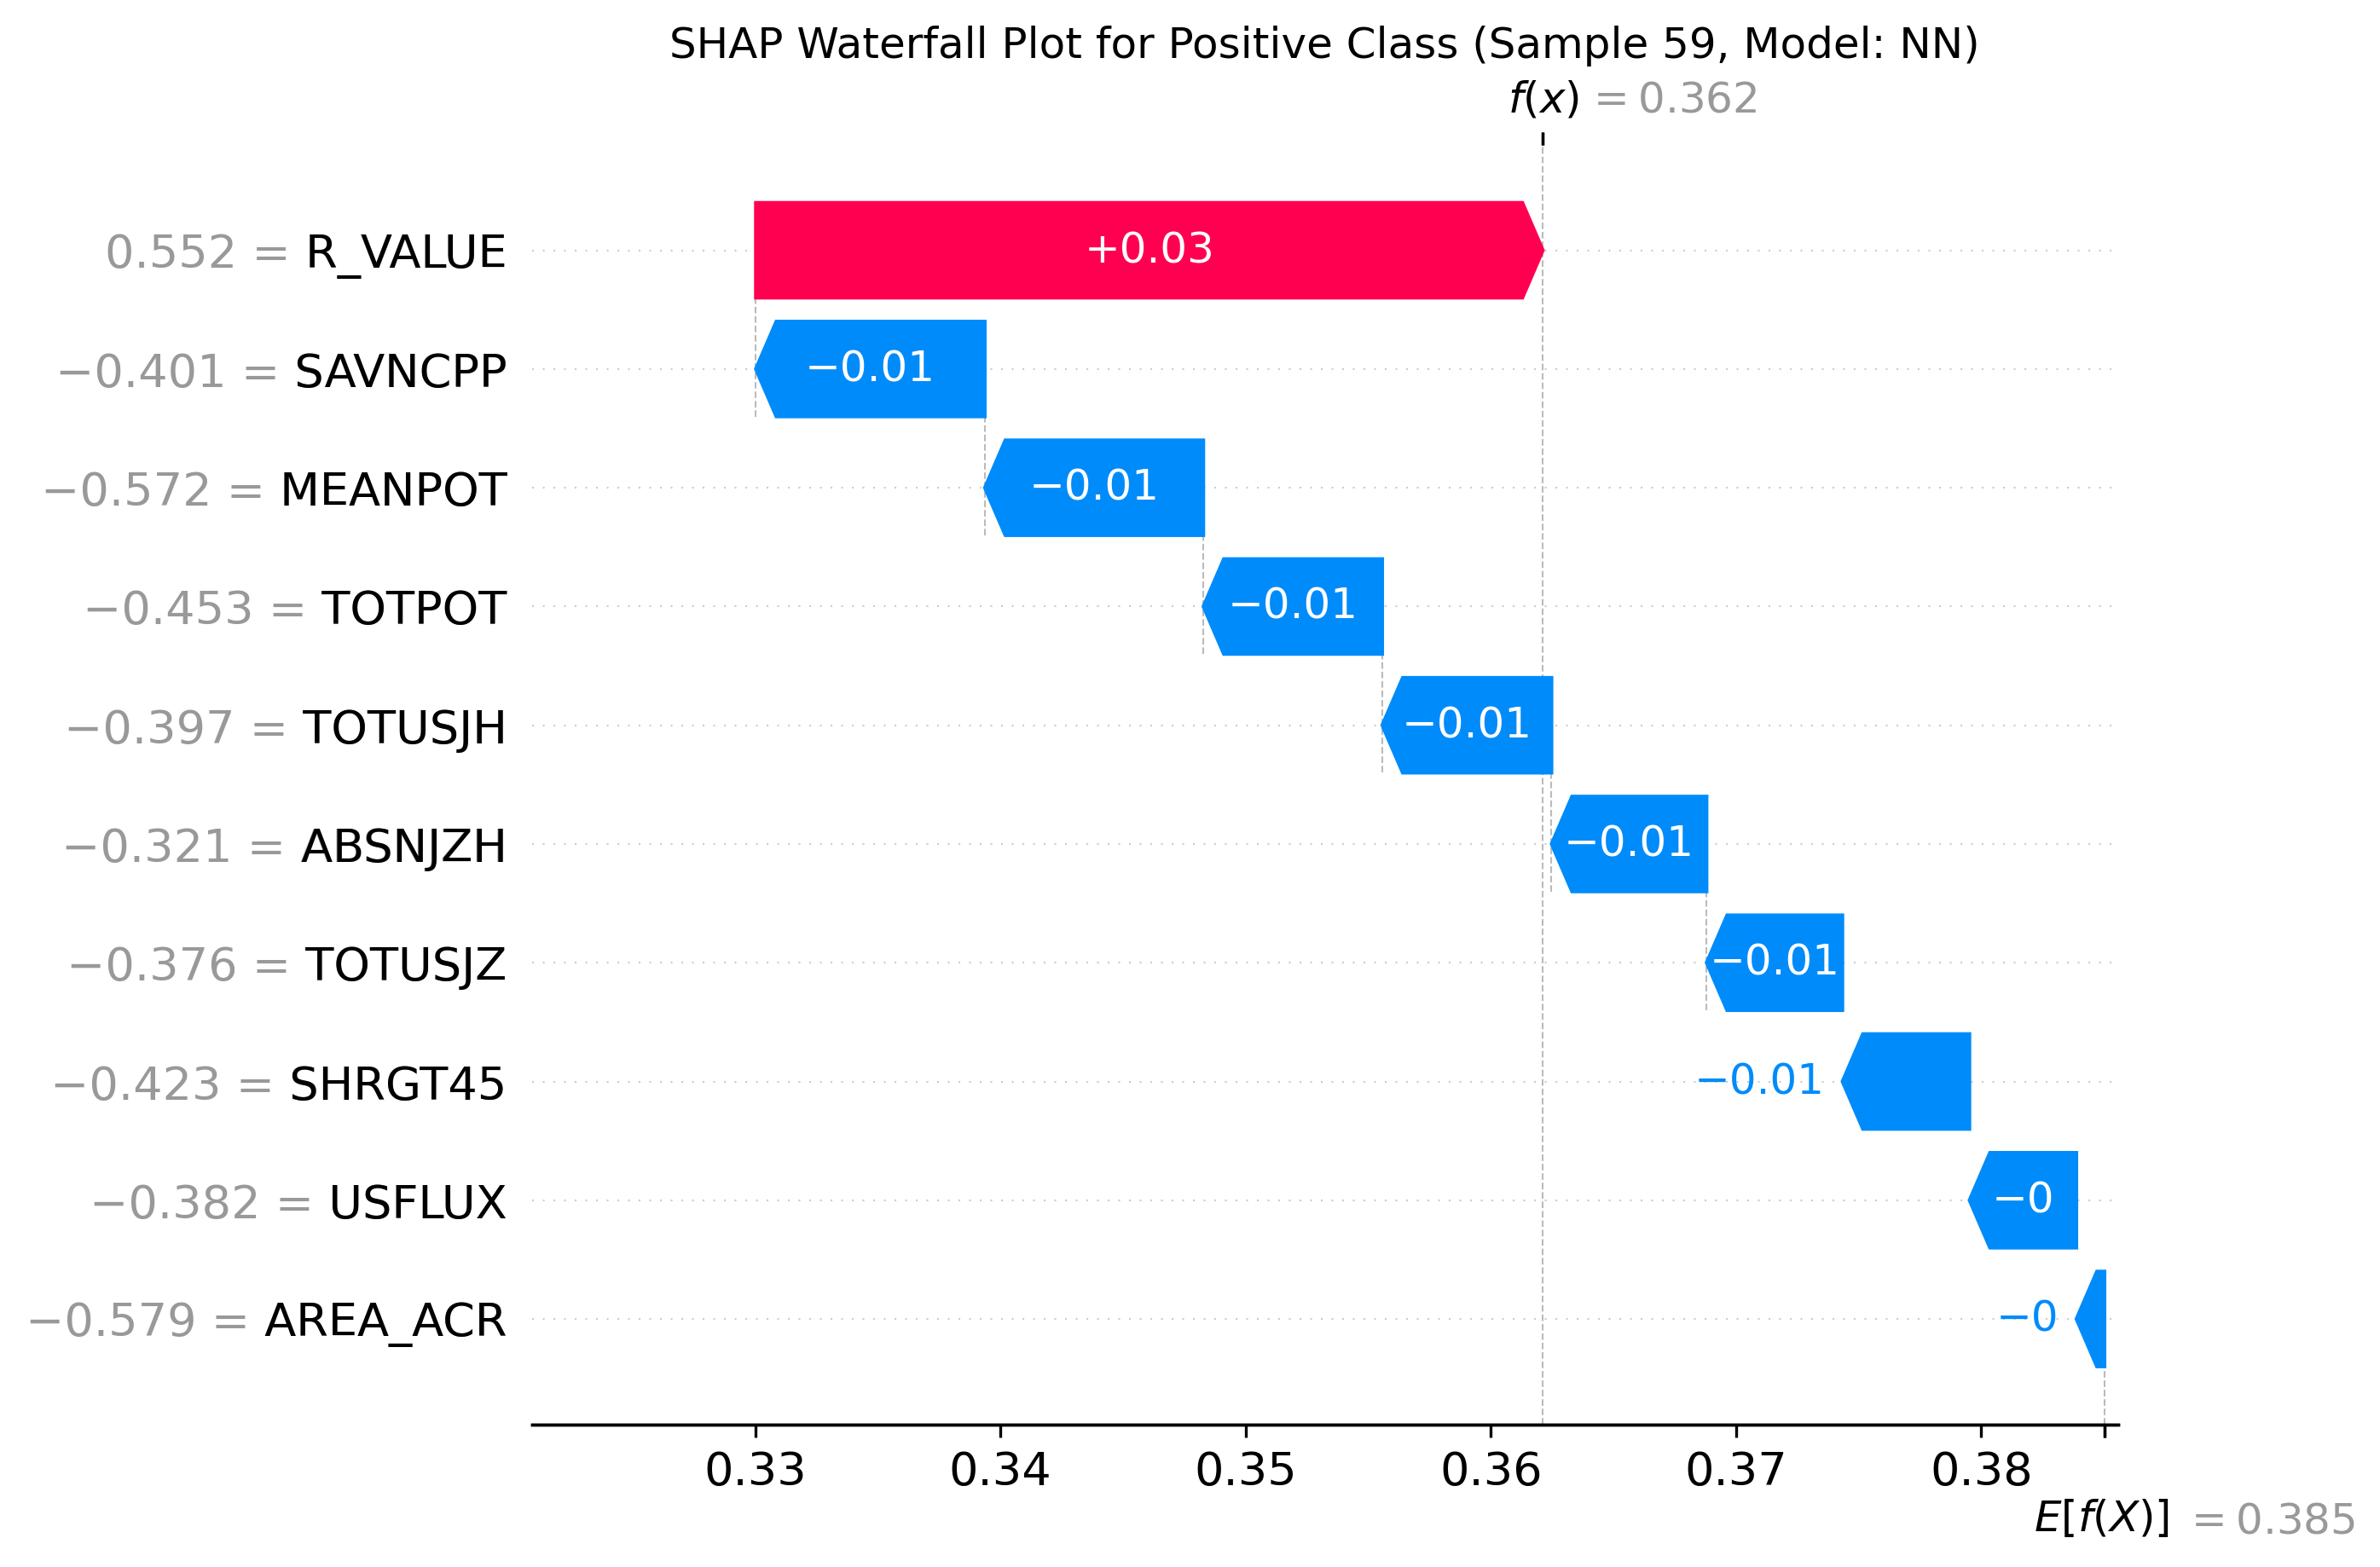 SHAP Waterfall Plot for Positive Class (Sample 59, Model: NN)
f(x) = 0.362
0.552 = R_VALUE +0.03
−0.401 = SAVNCPP −0.01
−0.572 = MEANPOT −0.01
−0.453 = TOTPOT −0.01
−0.397 = TOTUSJH −0.01
−0.321 = ABSNJZH −0.01
−0.376 = TOTUSJZ −0.01
−0.423 = SHRGT45 −0.01
−0.382 = USFLUX −0
−0.579 = AREA_ACR −0
0.33 0.34 0.35 0.36 0.37 0.38
E[f(X)] = 0.385